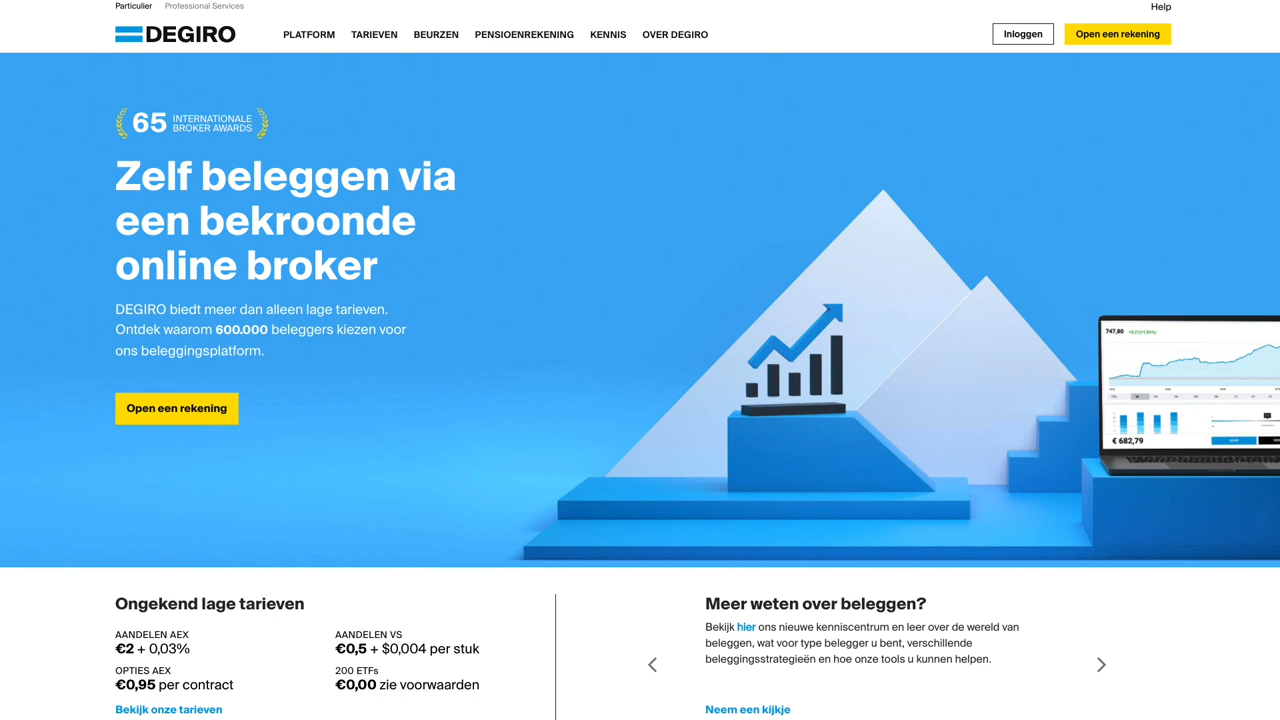 Particulier Professional Services Help
DEGIRO PLATFORM TARIEVEN BEURZEN PENSIOENREKENING KENNIS OVER DEGIRO Inloggen Open een rekening
65 INTERNATIONALE
BROKER AWARDS
Zelf beleggen via
een bekroonde
online broker
DEGIRO biedt meer dan alleen lage tarieven.
Ontdek waarom 600.000 beleggers kiezen voor
ons beleggingsplatform.
Open een rekening
747,80
€ 682,79
Ongekend lage tarieven
AANDELEN AEX
€2 + 0,03%
AANDELEN VS
€0,5 + $0,004 per stuk
OPTIES AEX
€0,95 per contract
200 ETFs
€0,00 zie voorwaarden
Bekijk onze tarieven
Meer weten over beleggen?
Bekijk hier ons nieuwe kenniscentrum en leer over de wereld van
beleggen, wat voor type belegger u bent, verschillende
beleggingsstrategieën en hoe onze tools u kunnen helpen.
Neem een kijkje